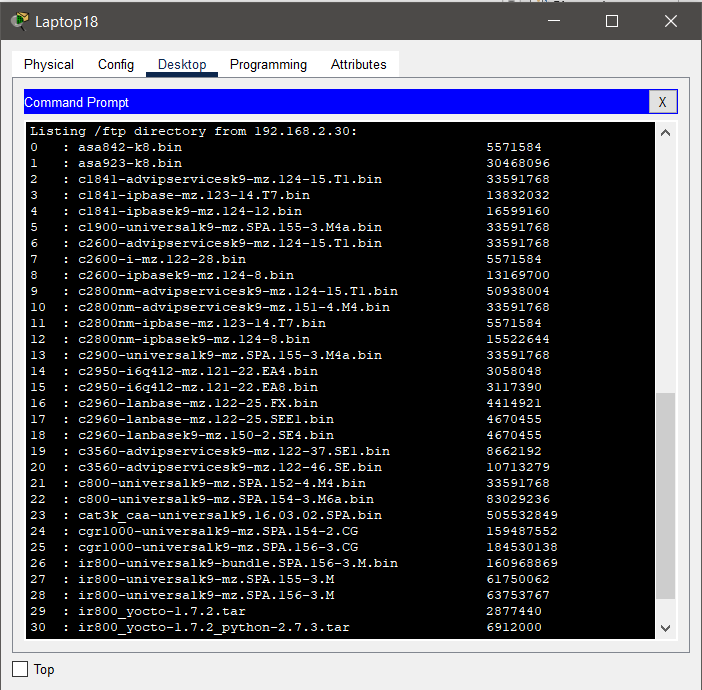 Laptop18
Physical Config Desktop Programming Attributes
Command Prompt X
Listing /ftp directory from 192.168.2.30:
0 : asa842-k8.bin 5571584
1 : asa923-k8.bin 30468096
2 : c1841-advipservicesk9-mz.124-15.T1.bin 33591768
3 : c1841-ipbase-mz.123-14.T7.bin 13832032
4 : c1841-ipbasek9-mz.124-12.bin 16599160
5 : c1900-universalk9-mz.SPA.155-3.M4a.bin 33591768
6 : c2600-advipservicesk9-mz.124-15.T1.bin 33591768
7 : c2600-i-mz.122-28.bin 5571584
8 : c2600-ipbasek9-mz.124-8.bin 13169700
9 : c2800nm-advipservicesk9-mz.124-15.T1.bin 50938004
10 : c2800nm-advipservicesk9-mz.151-4.M4.bin 33591768
11 : c2800nm-ipbase-mz.123-14.T7.bin 5571584
12 : c2800nm-ipbasek9-mz.124-8.bin 15522644
13 : c2900-universalk9-mz.SPA.155-3.M4a.bin 33591768
14 : c2950-i6q4l2-mz.121-22.EA4.bin 3058048
15 : c2950-i6q4l2-mz.121-22.EA8.bin 3117390
16 : c2960-lanbase-mz.122-25.FX.bin 4414921
17 : c2960-lanbase-mz.122-25.SEE1.bin 4670455
18 : c2960-lanbasek9-mz.150-2.SE4.bin 4670455
19 : c3560-advipservicesk9-mz.122-37.SE1.bin 8662192
20 : c3560-advipservicesk9-mz.122-46.SE.bin 10713279
21 : c800-universalk9-mz.SPA.152-4.M4.bin 33591768
22 : c800-universalk9-mz.SPA.154-3.M6a.bin 83029236
23 : cat3k_caa-universalk9.16.03.02.SPA.bin 505532849
24 : cgr1000-universalk9-mz.SPA.154-2.CG 159487552
25 : cgr1000-universalk9-mz.SPA.156-3.CG 184530138
26 : ir800-universalk9-bundle.SPA.156-3.M.bin 160968869
27 : ir800-universalk9-mz.SPA.155-3.M 61750062
28 : ir800-universalk9-mz.SPA.156-3.M 63753767
29 : ir800_yocto-1.7.2.tar 2877440
30 : ir800_yocto-1.7.2_python-2.7.3.tar 6912000
Top